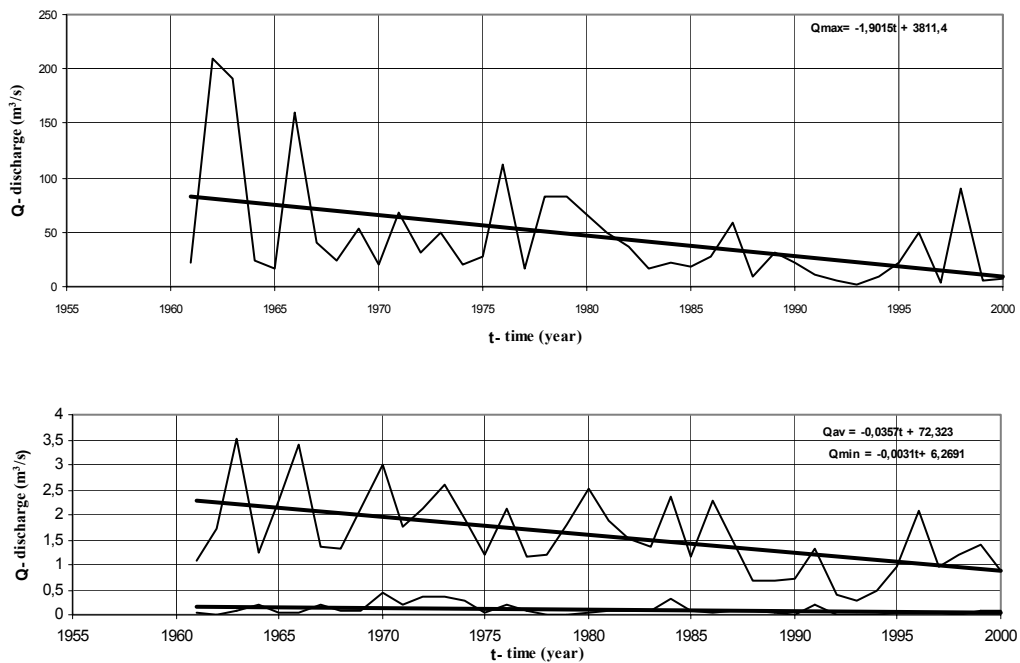 250
Qmax= -1,9015t + 3811,4
200
150
100
50
0
Q- discharge (m³/s)
1955 1960 1965 1970 1975 1980 1985 1990 1995 2000
t- time (year)
4
Qav = -0,0357t + 72,323
3,5
Qmin = -0,0031t+ 6,2691
3
2,5
2
1,5
1
0,5
0
Q- discharge (m³/s)
1955 1960 1965 1970 1975 1980 1985 1990 1995 2000
t- time (year)